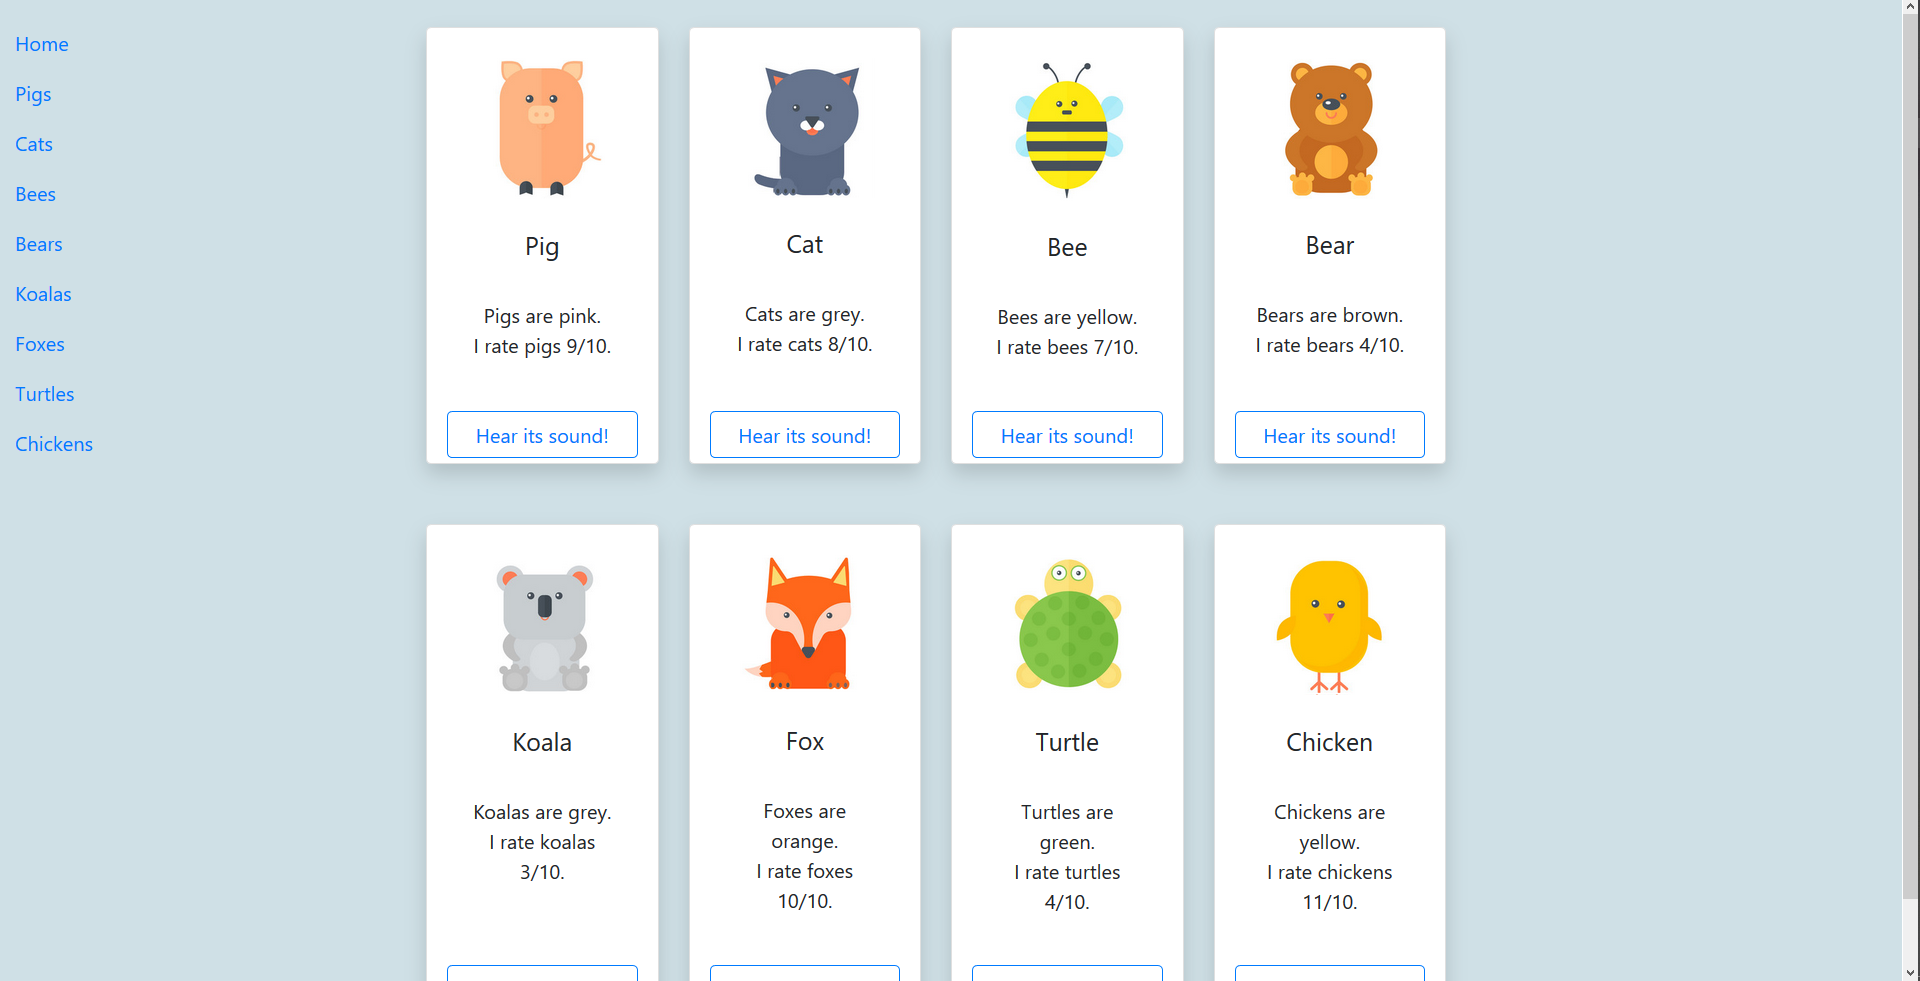 Home
Pigs
Cats
Bees
Bears
Koalas
Foxes
Turtles
Chickens
Pig
Pigs are pink.
I rate pigs 9/10.
Hear its sound!
Cat
Cats are grey.
I rate cats 8/10.
Hear its sound!
Bee
Bees are yellow.
I rate bees 7/10.
Hear its sound!
Bear
Bears are brown.
I rate bears 4/10.
Hear its sound!
Koala
Koalas are grey.
I rate koalas
3/10.
Fox
Foxes are
orange.
I rate foxes
10/10.
Turtle
Turtles are
green.
I rate turtles
4/10.
Chicken
Chickens are
yellow.
I rate chickens
11/10.